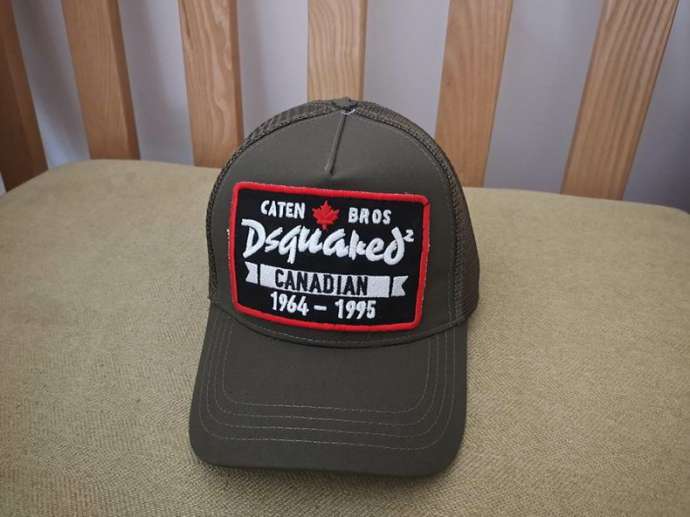 CATEN BROS
Dsquared²
CANADIAN
1964 - 1995